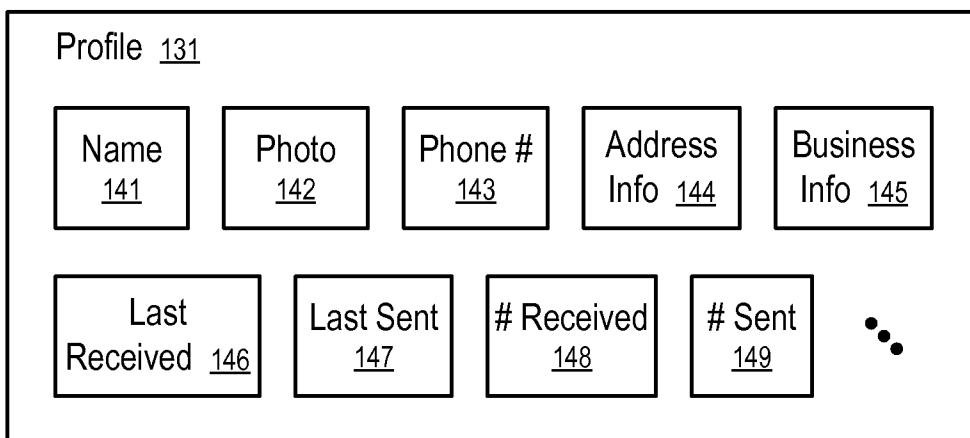 Profile 131
Name
141
Photo
142
Phone #
143
Address
Info 144
Business
Info 145
Last
Received 146
Last Sent
147
# Received
148
# Sent
149